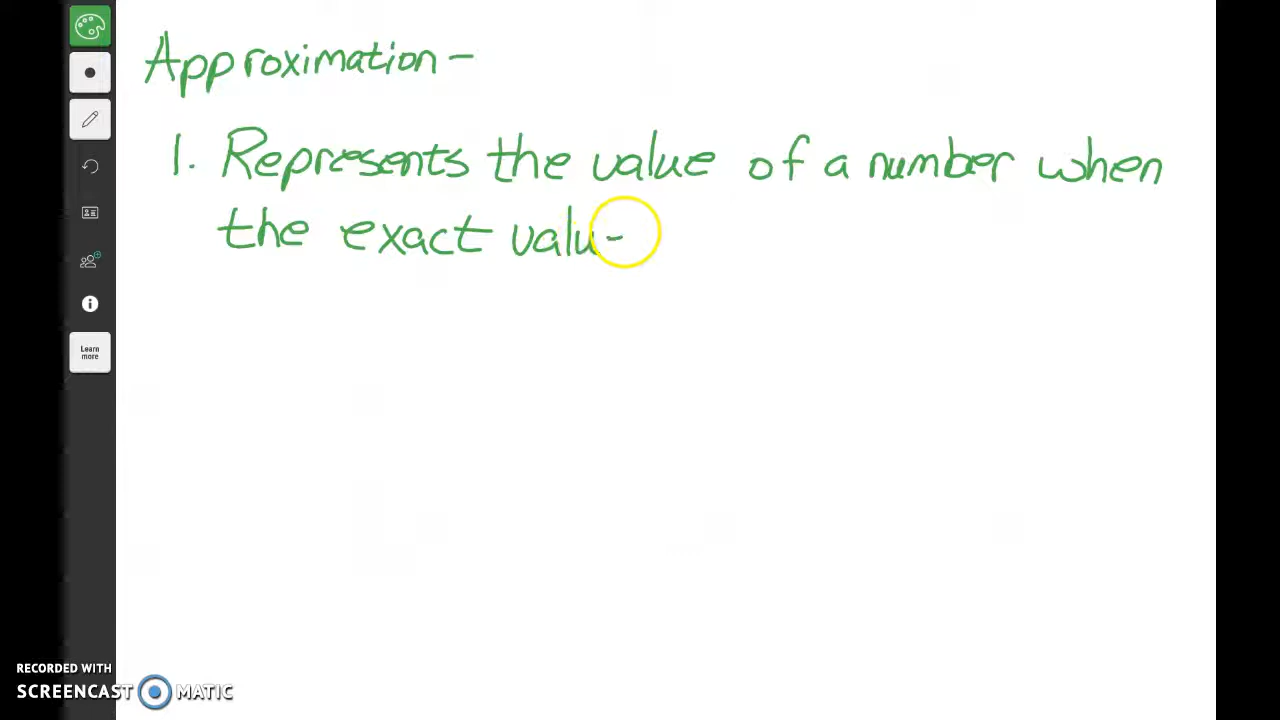 Approximation -
1. Represents the value of a number when
the exact valu-
Learn
more
RECORDED WITH
SCREENCAST MATIC